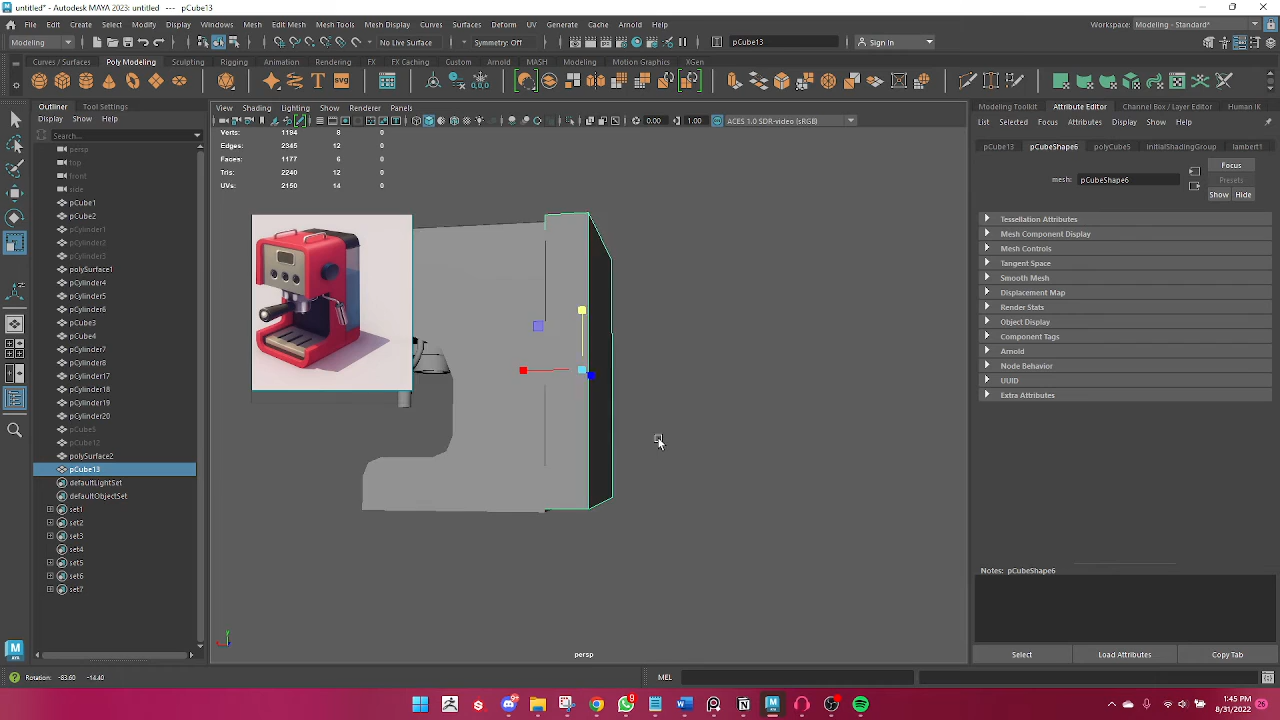 untitled* - Autodesk MAYA 2023: untitled --- pCube13
File Edit Create Select Modify Display Windows Mesh Edit Mesh Mesh Tools Mesh Display Curves Surfaces Deform UV Generate Cache Arnold Help
Workspace: Modeling - Standard*
Modeling No Live Surface Symmetry: Off pCube13 Sign In
Curves / Surfaces Poly Modeling Sculpting Rigging Animation Rendering FX FX Caching Custom Arnold MASH Modeling Motion Graphics XGen
Outliner Tool Settings
Display Show Help
Search...
persp
top
front
side
pCube1
pCube2
pCylinder1
pCylinder2
pCylinder3
polySurface1
pCylinder4
pCylinder5
pCylinder6
pCube3
pCube4
pCylinder7
pCylinder8
pCylinder17
pCylinder18
pCylinder19
pCylinder20
pCube5
pCube12
polySurface2
pCube13
defaultLightSet
defaultObjectSet
set1
set2
set3
set4
set5
set6
set7
View Shading Lighting Show Renderer Panels
0.00 1.00 ACES 1.0 SDR-video (sRGB)
Verts: 1184 8 0
Edges: 2345 12 0
Faces: 1177 6 0
Tris: 2240 12 0
UVs: 2150 14 0
persp
Modeling Toolkit Attribute Editor Channel Box / Layer Editor Human IK
List Selected Focus Attributes Display Show Help
pCube13 pCubeShape6 polyCube5 initialShadingGroup lambert1
Focus
mesh: pCubeShape6 Presets
Show Hide
Tessellation Attributes
Mesh Component Display
Mesh Controls
Tangent Space
Smooth Mesh
Displacement Map
Render Stats
Object Display
Component Tags
Arnold
Node Behavior
UUID
Extra Attributes
Notes: pCubeShape6
Select Load Attributes Copy Tab
Rotation: -83.60 -14.40 MEL
1:45 PM
8/31/2022